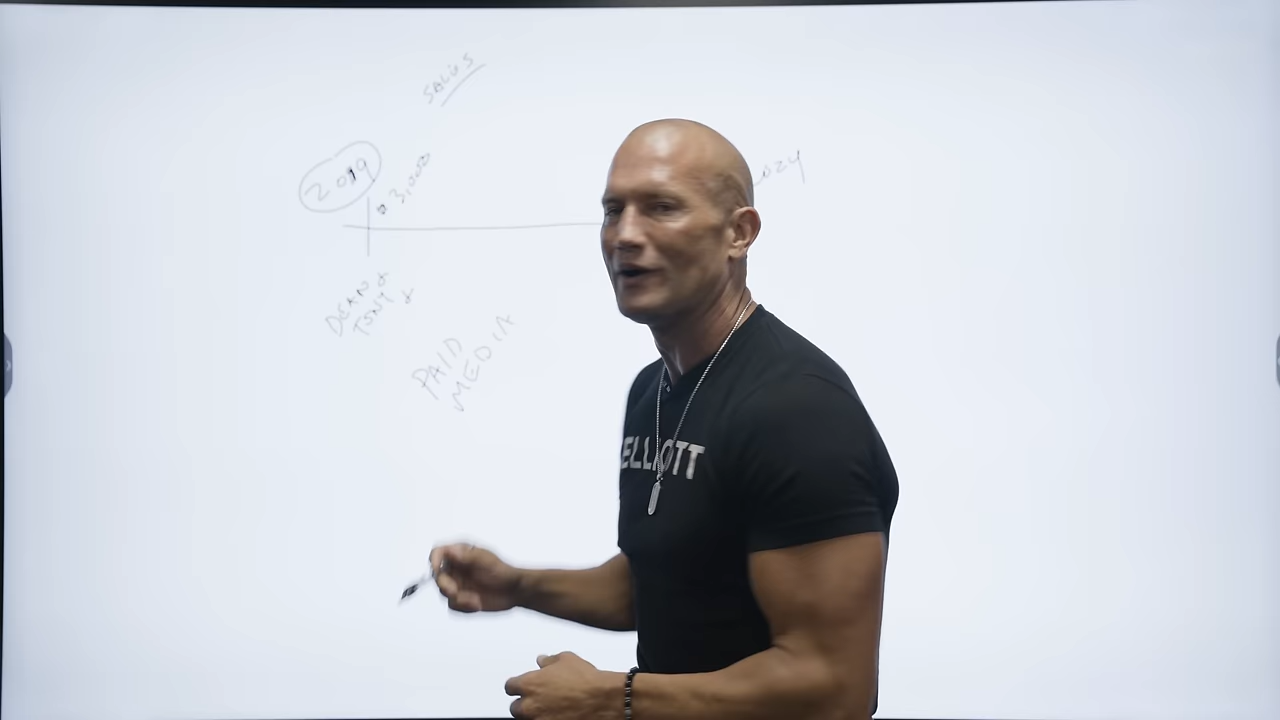 SALES
2019
$3,000
2024
DEAN &
TONY &
PAID
MEDIA
ELLIOTT